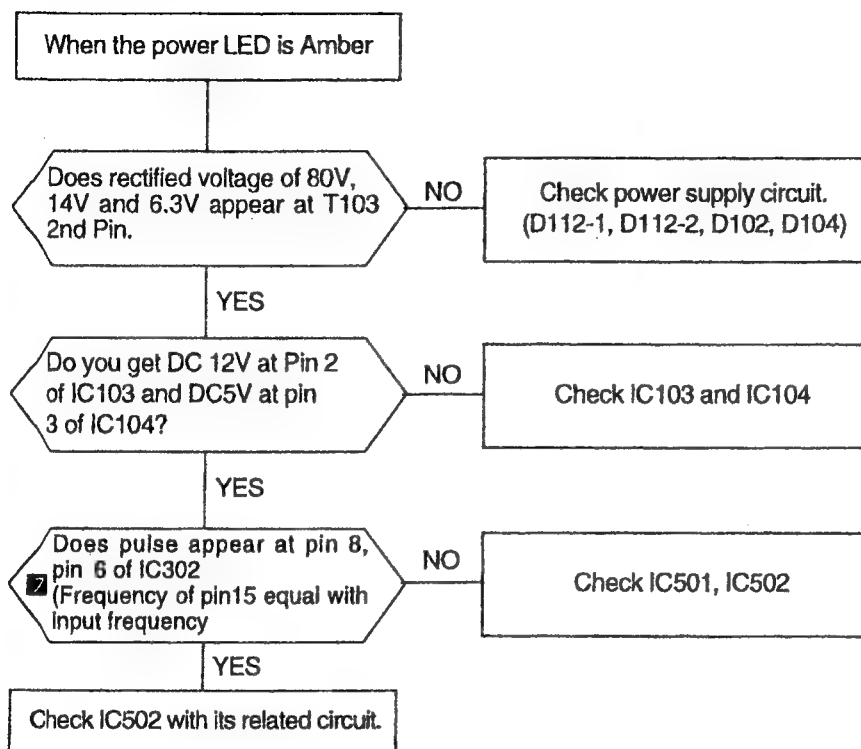 When the power LED is Amber
Does rectified voltage of 80V,
14V and 6.3V appear at T103
2nd Pin.
NO
Check power supply circuit.
(D112-1, D112-2, D102, D104)
YES
Do you get DC 12V at Pin 2
of IC103 and DC5V at pin
3 of IC104?
NO
Check IC103 and IC104
YES
Does pulse appear at pin 8,
pin 6 of IC302
7 (Frequency of pin15 equal with
input frequency
NO
Check IC501, IC502
YES
Check IC502 with its related circuit.